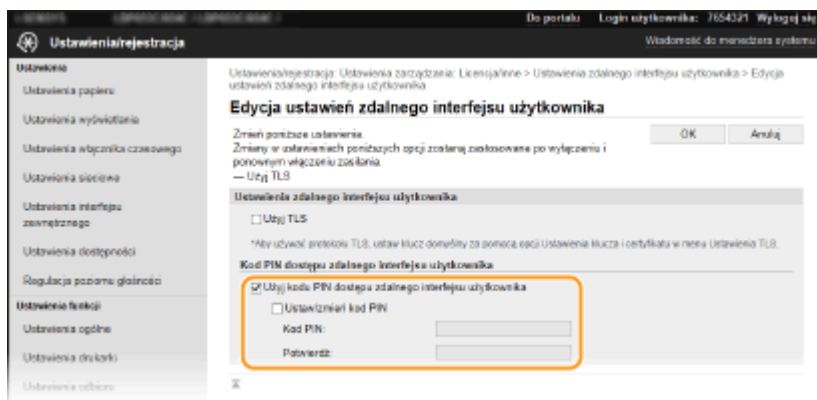 Do portalu Login użytkownika: 7654321 Wyloguj się
Ustawienia/rejestracja
Wiadomość do menedżera systemu
Ustawienia
Ustawienia papieru
Ustawienia wyświetlania
Ustawienia włącznika czasowego
Ustawienia sieciowe
Ustawienia interfejsu
zewnętrznego
Ustawienia dostępności
Regulacja poziomu głośności
Ustawienia funkcji
Ustawienia ogólne
Ustawienia drukarki
Ustawienia odbioru
Ustawienia/rejestracja: Ustawienia zarządzania: Licencja/inne > Ustawienia zdalnego interfejsu użytkownika > Edycja
ustawień zdalnego interfejsu użytkownika
Edycja ustawień zdalnego interfejsu użytkownika
Zmień poniższe ustawienia.
Zmiany w ustawieniach poniższych opcji zostaną zastosowane po wyłączeniu i
ponownym włączeniu zasilania.
— Użyj TLS
OK Anuluj
Ustawienia zdalnego interfejsu użytkownika
Użyj TLS
*Aby używać protokołu TLS, ustaw klucz domyślny za pomocą opcji Ustawienia klucza i certyfikatu w menu Ustawienia TLS.
Kod PIN dostępu zdalnego interfejsu użytkownika
Użyj kodu PIN dostępu zdalnego interfejsu użytkownika
Ustaw/zmień kod PIN
Kod PIN:
Potwierdź: